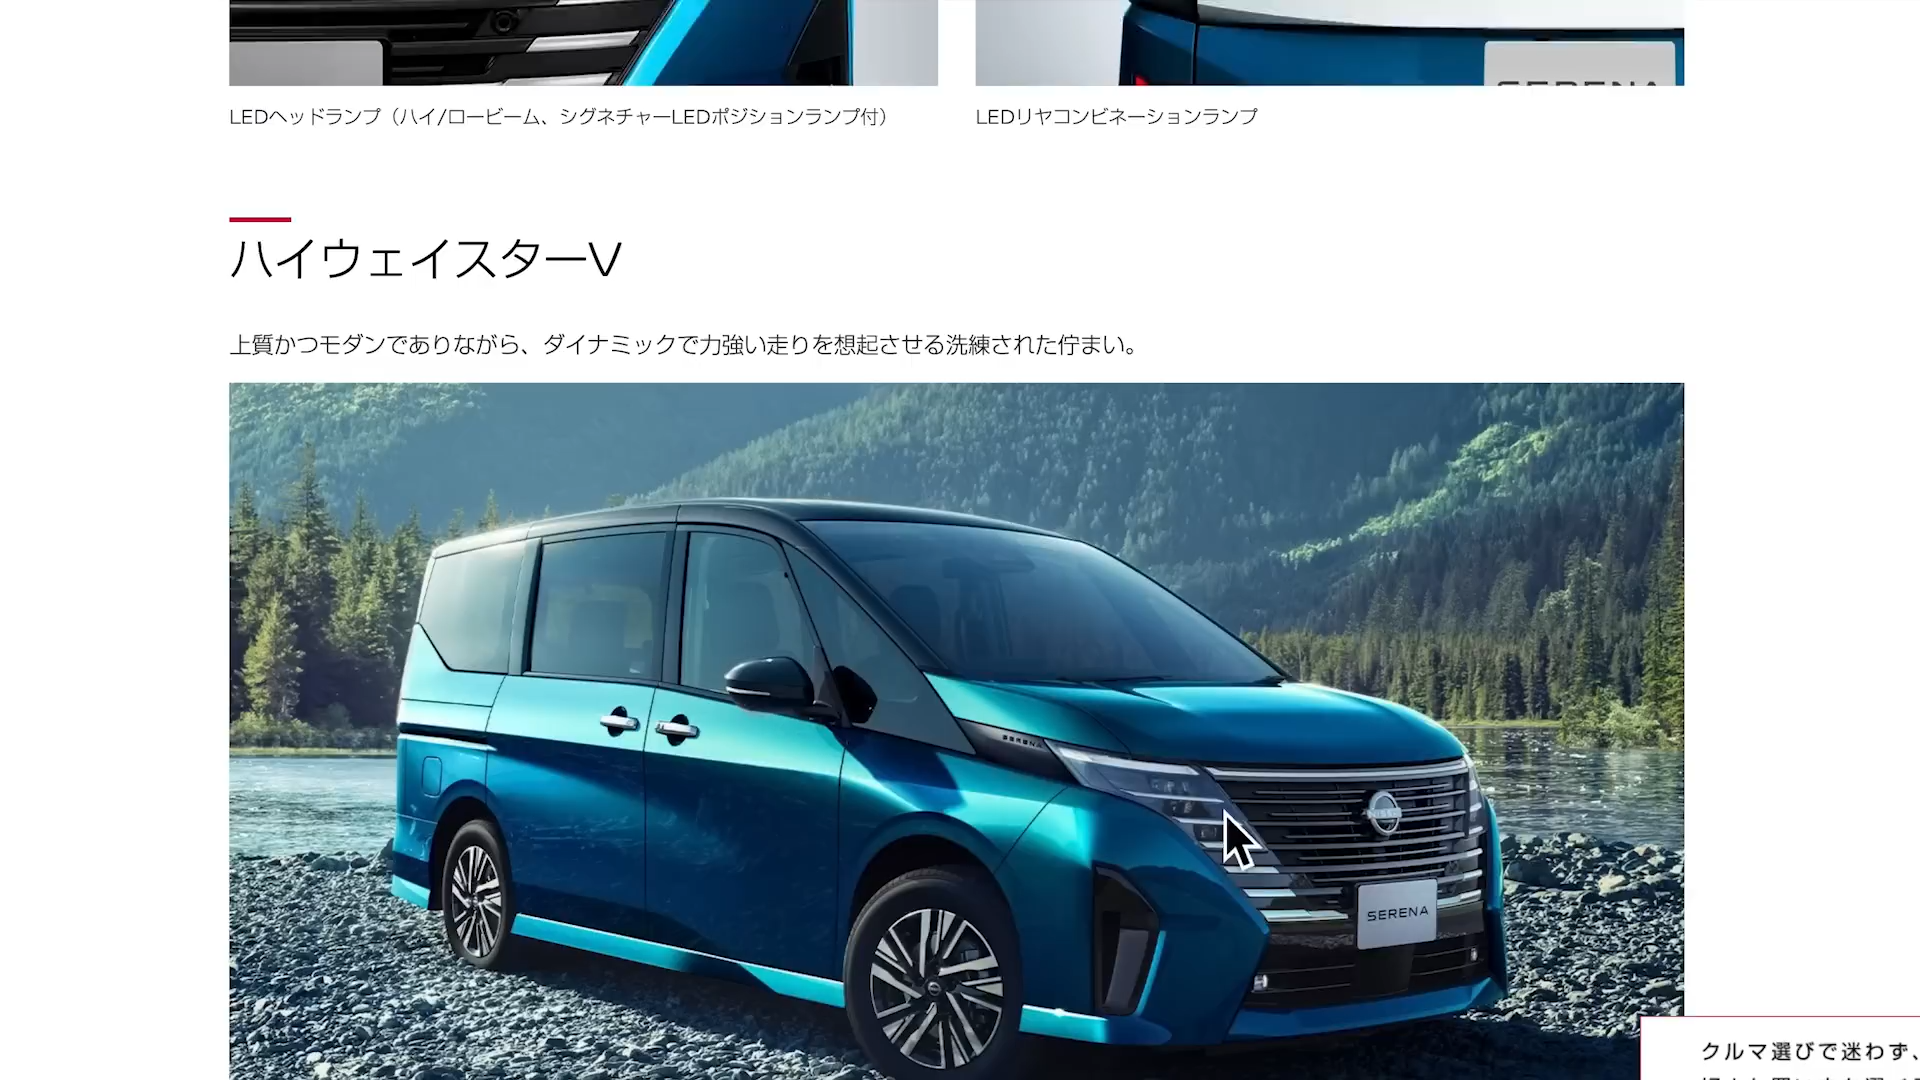 LEDヘッドランプ（ハイ/ロービーム、シグネチャーLEDポジションランプ付）
LEDリヤコンビネーションランプ
ハイウェイスターV
上質かつモダンでありながら、ダイナミックで力強い走りを想起させる洗練された佇まい。
SERENA
SERENA
クルマ選びで迷わず、